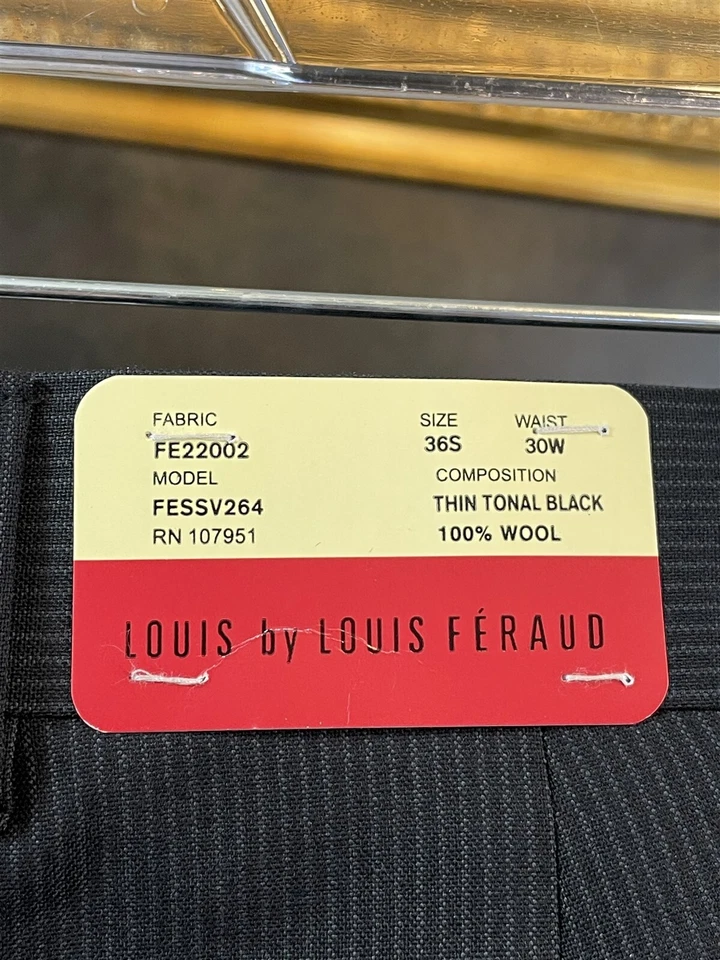 FABRIC
FE22002
MODEL
FESSV264
RN 107951
SIZE WAIST
36S 30W
COMPOSITION
THIN TONAL BLACK
100% WOOL
LOUIS by LOUIS FÉRAUD